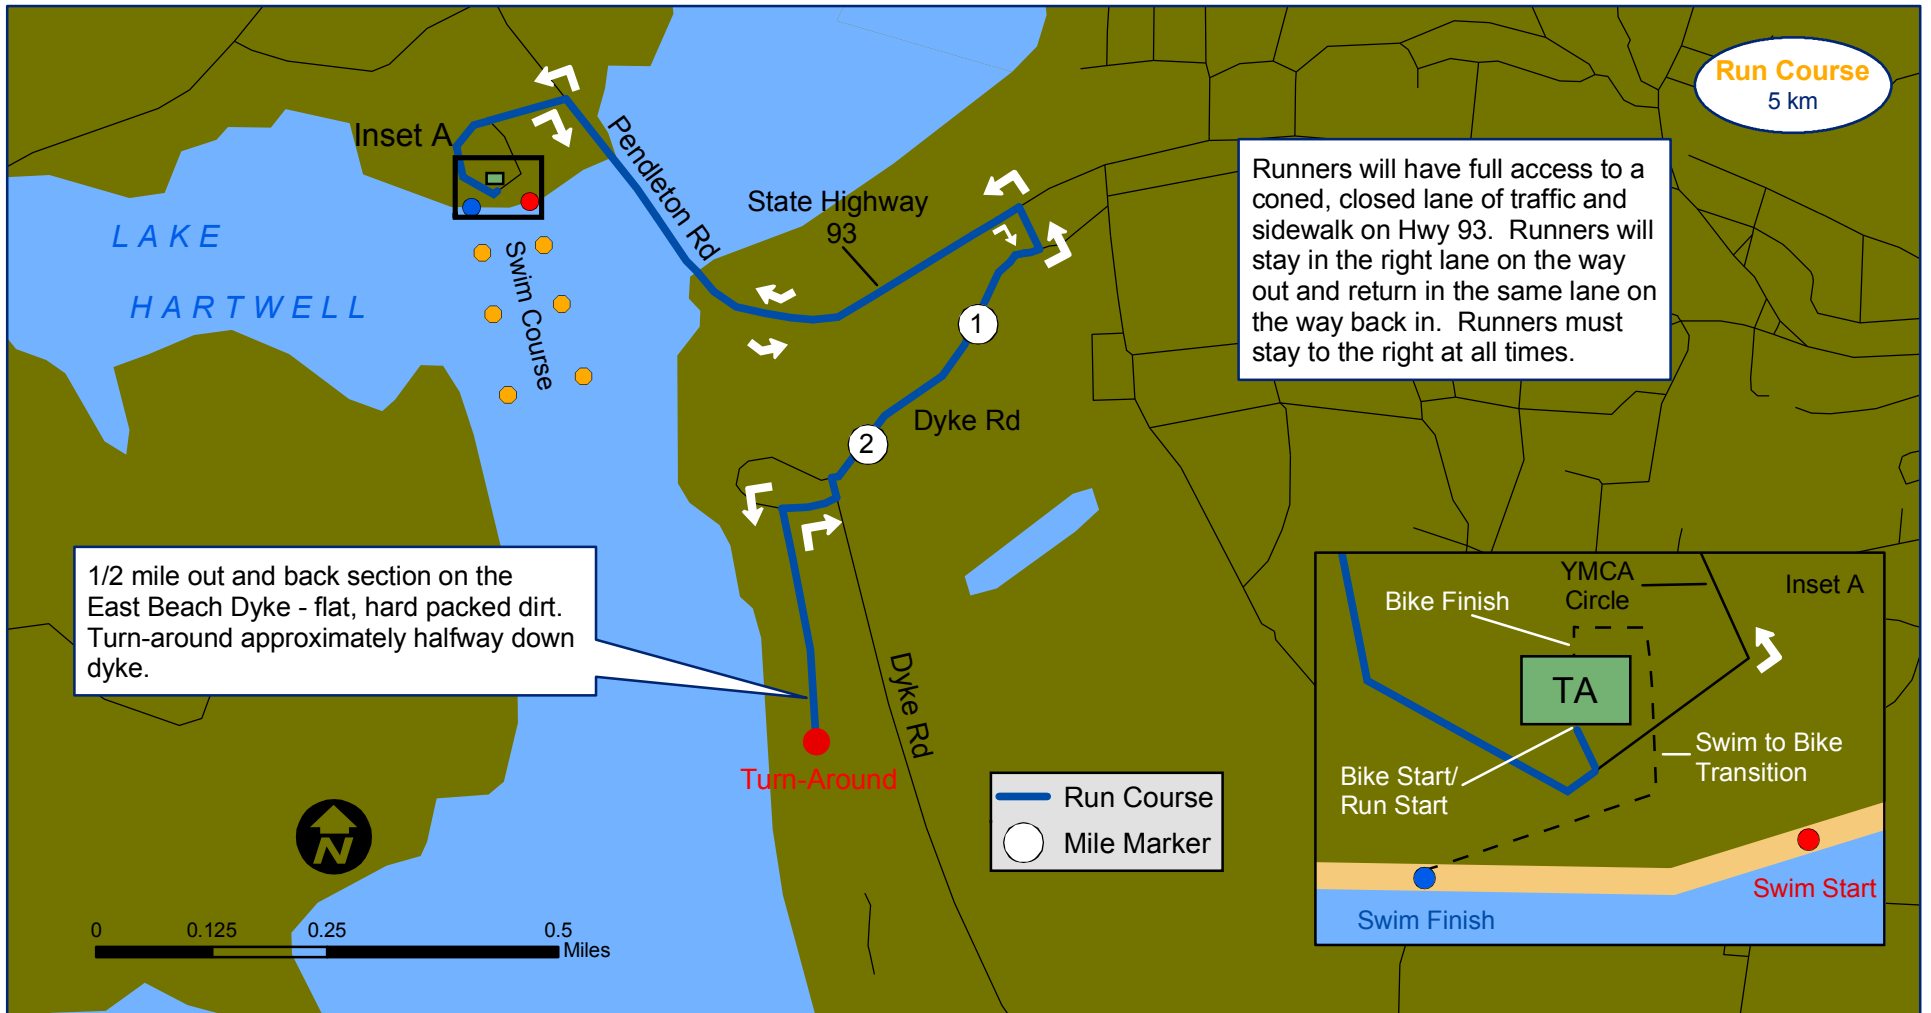 Run Course
5 km
Inset A
Pendleton Rd
State Highway
93
LAKE
HARTWELL
Swim Course
Runners will have full access to a
coned, closed lane of traffic and
sidewalk on Hwy 93. Runners will
stay in the right lane on the way
out and return in the same lane on
the way back in. Runners must
stay to the right at all times.
1
Dyke Rd
2
1/2 mile out and back section on the
East Beach Dyke - flat, hard packed dirt.
Turn-around approximately halfway down
dyke.
Dyke Rd
Turn-Around
Run Course
Mile Marker
N
0 0.125 0.25 0.5
Miles
YMCA
Circle
Inset A
Bike Finish
TA
Bike Start/
Run Start
Swim to Bike
Transition
Swim Start
Swim Finish